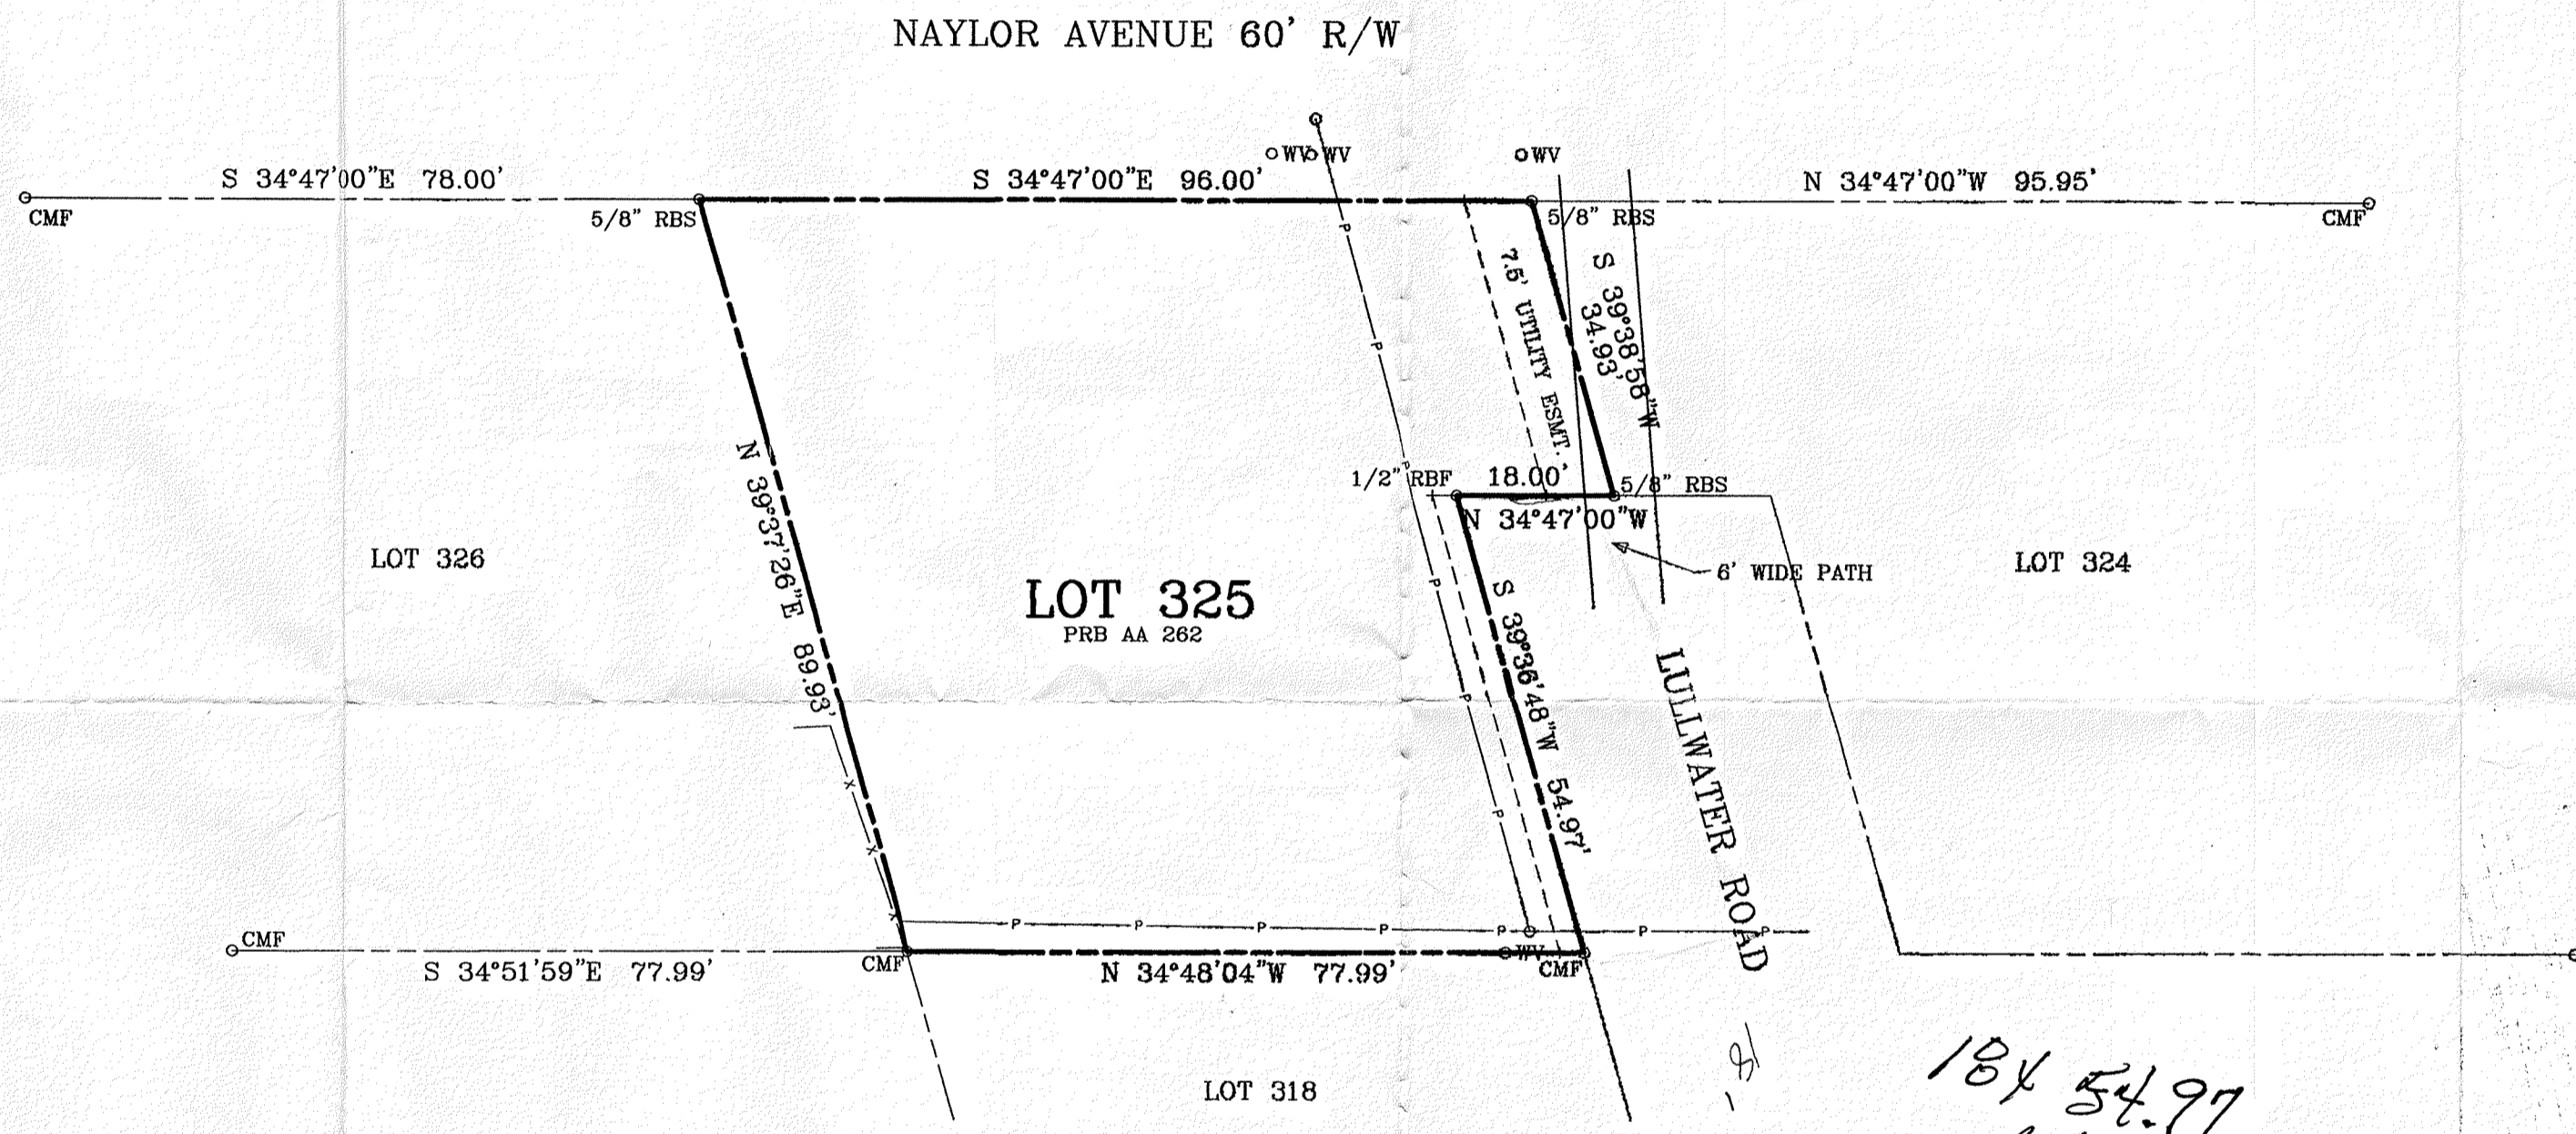 NAYLOR AVENUE 60' R/W
WV WV
WV
S 34°47'00"E 78.00'
S 34°47'00"E 96.00'
N 34°47'00"W 95.95'
CMF
5/8" RBS
5/8" RBS
CMF
P
7.5' UTILITY ESMT.
S 39°38'58"W
34.93'
P
N 39°37'26"E 89.93'
P
1/2" RBF
18.00'
5/8" RBS
N 34°47'00"W
LOT 326
LOT 325
PRB AA 262
P
6' WIDE PATH
LOT 324
S 39°36'48"W 54.97'
P
LULLWATER ROAD
X
P
X
X
P P P P P P P
CMF
S 34°51'59"E 77.99'
CMF
N 34°48'04"W 77.99'
WV
CMF
LOT 318
18x 54.97